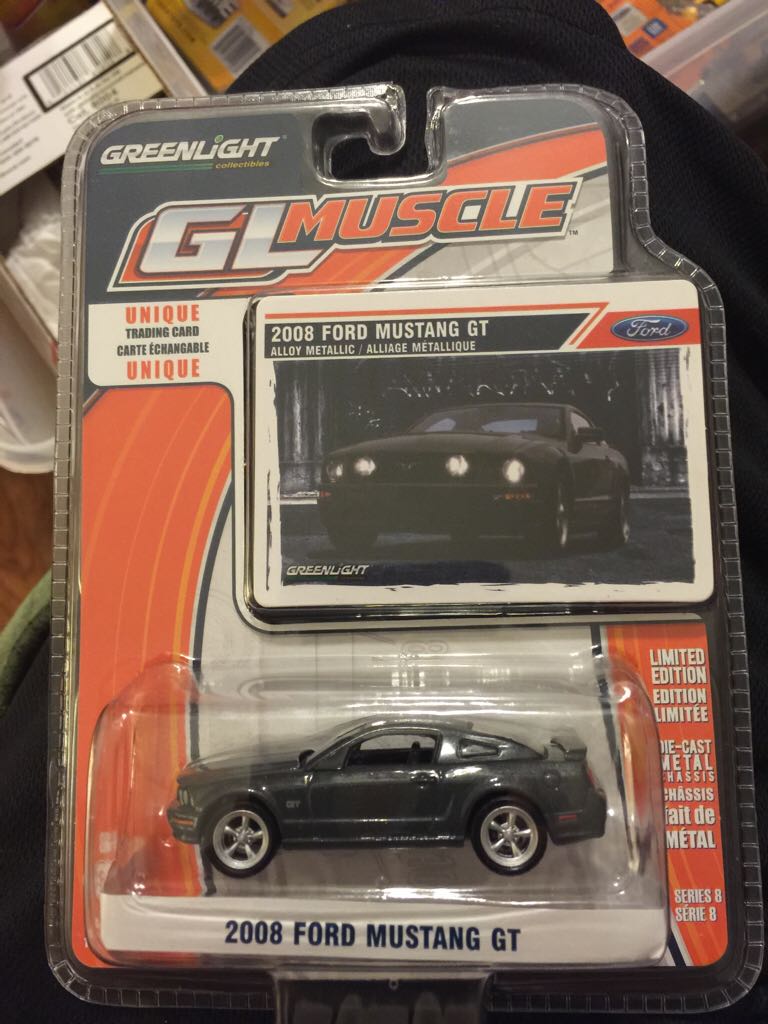 GREENLiGHT
collectibles
GL MUSCLE™
UNIQUE
TRADING CARD
CARTE ÉCHANGABLE
UNIQUE
2008 FORD MUSTANG GT
ALLOY METALLIC / ALLIAGE MÉTALLIQUE
Ford
GREENLiGHT
LIMITED
EDITION
EDITION
LIMITÉE
DIE-CAST
METAL
CHASSIS
CHÂSSIS
fait de
MÉTAL
GT
SERIES 8
SÉRIE 8
2008 FORD MUSTANG GT